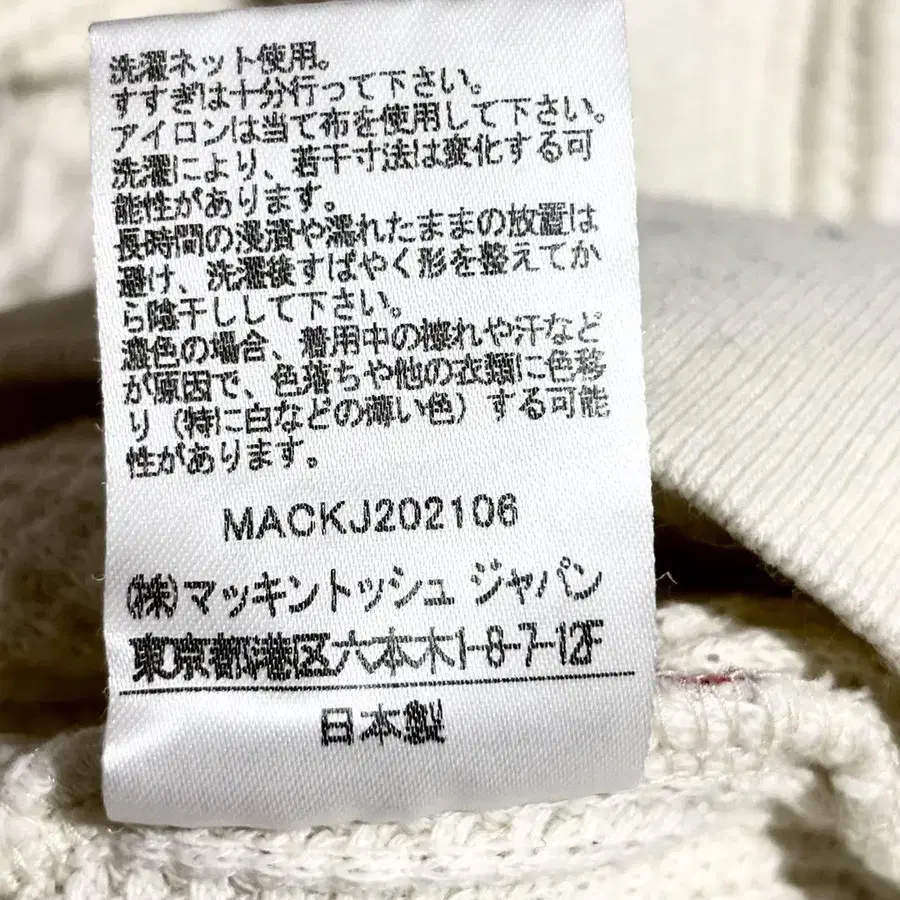 洗濯ネット使用。
すすぎは十分行って下さい。
アイロンは当て布を使用して下さい。
洗濯により、若干寸法は変化する可
能性があります。
長時間の浸漬や濡れたままの放置は
避け、洗濯後すばやく形を整えてか
ら陰干しして下さい。
濃色の場合、着用中の擦れや汗など
が原因で、色落ちや他の衣類に色移
り（特に白などの薄い色）する可能
性があります。
MACKJ202106
(株)マッキントッシュ ジャパン
東京都港区六本木1-8-7-12F
日本製